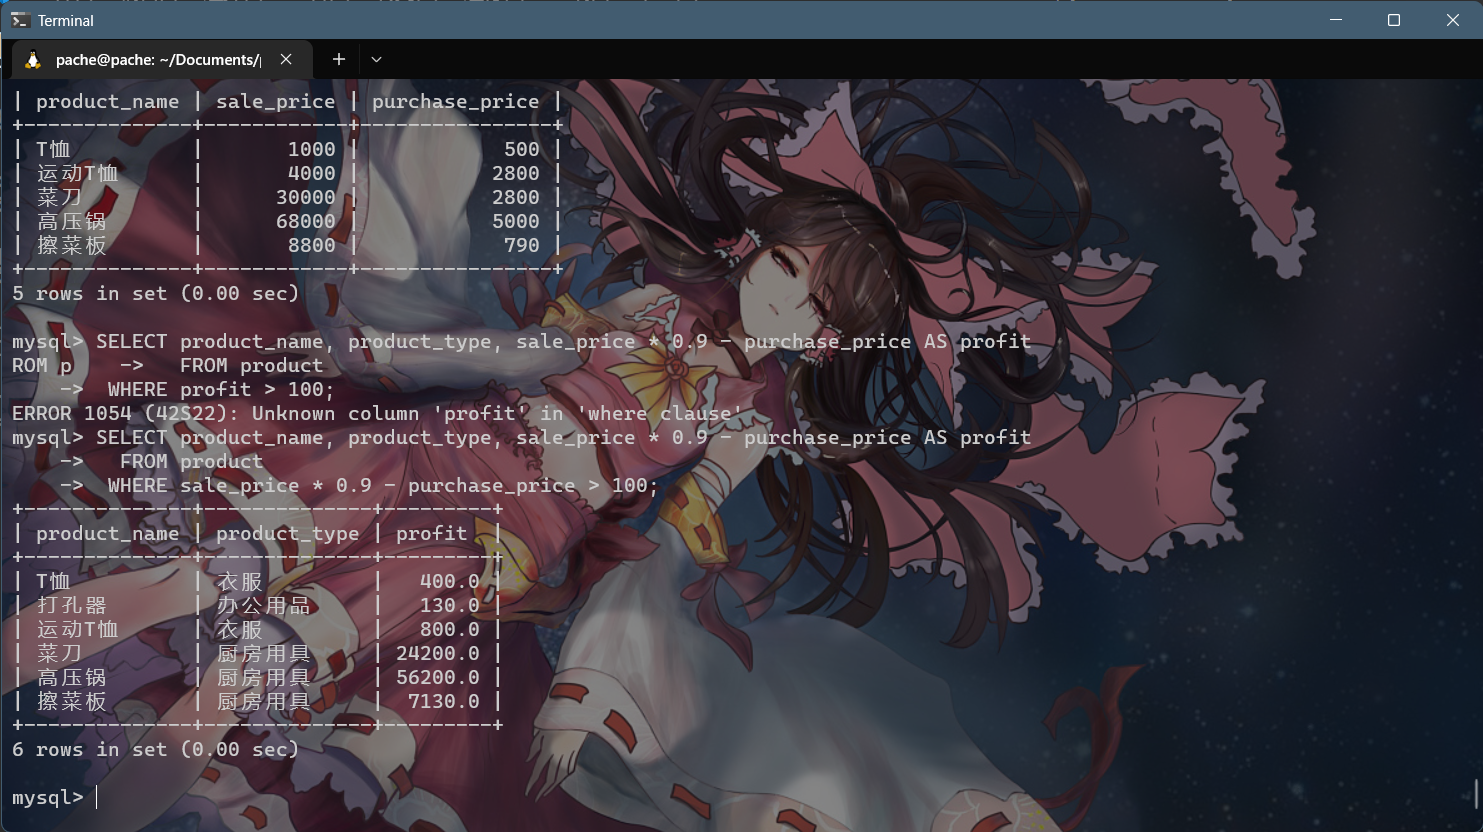 Terminal
pache@pache: ~/Documents/
| product_name | sale_price | purchase_price |
+--------------+------------+----------------+
| T恤          |       1000 |            500 |
| 运动T恤      |       4000 |           2800 |
| 菜刀         |      30000 |           2800 |
| 高压锅       |      68000 |           5000 |
| 擦菜板       |       8800 |            790 |
+--------------+------------+----------------+
5 rows in set (0.00 sec)
mysql> SELECT product_name, product_type, sale_price * 0.9 - purchase_price AS profit
ROM p    ->   FROM product
    ->  WHERE profit > 100;
ERROR 1054 (42S22): Unknown column 'profit' in 'where clause'
mysql> SELECT product_name, product_type, sale_price * 0.9 - purchase_price AS profit
    ->   FROM product
    ->  WHERE sale_price * 0.9 - purchase_price > 100;
+--------------+--------------+---------+
| product_name | product_type | profit  |
+--------------+--------------+---------+
| T恤          | 衣服         |   400.0 |
| 打孔器       | 办公用品     |   130.0 |
| 运动T恤      | 衣服         |   800.0 |
| 菜刀         | 厨房用具     | 24200.0 |
| 高压锅       | 厨房用具     | 56200.0 |
| 擦菜板       | 厨房用具     |  7130.0 |
+--------------+--------------+---------+
6 rows in set (0.00 sec)
mysql>